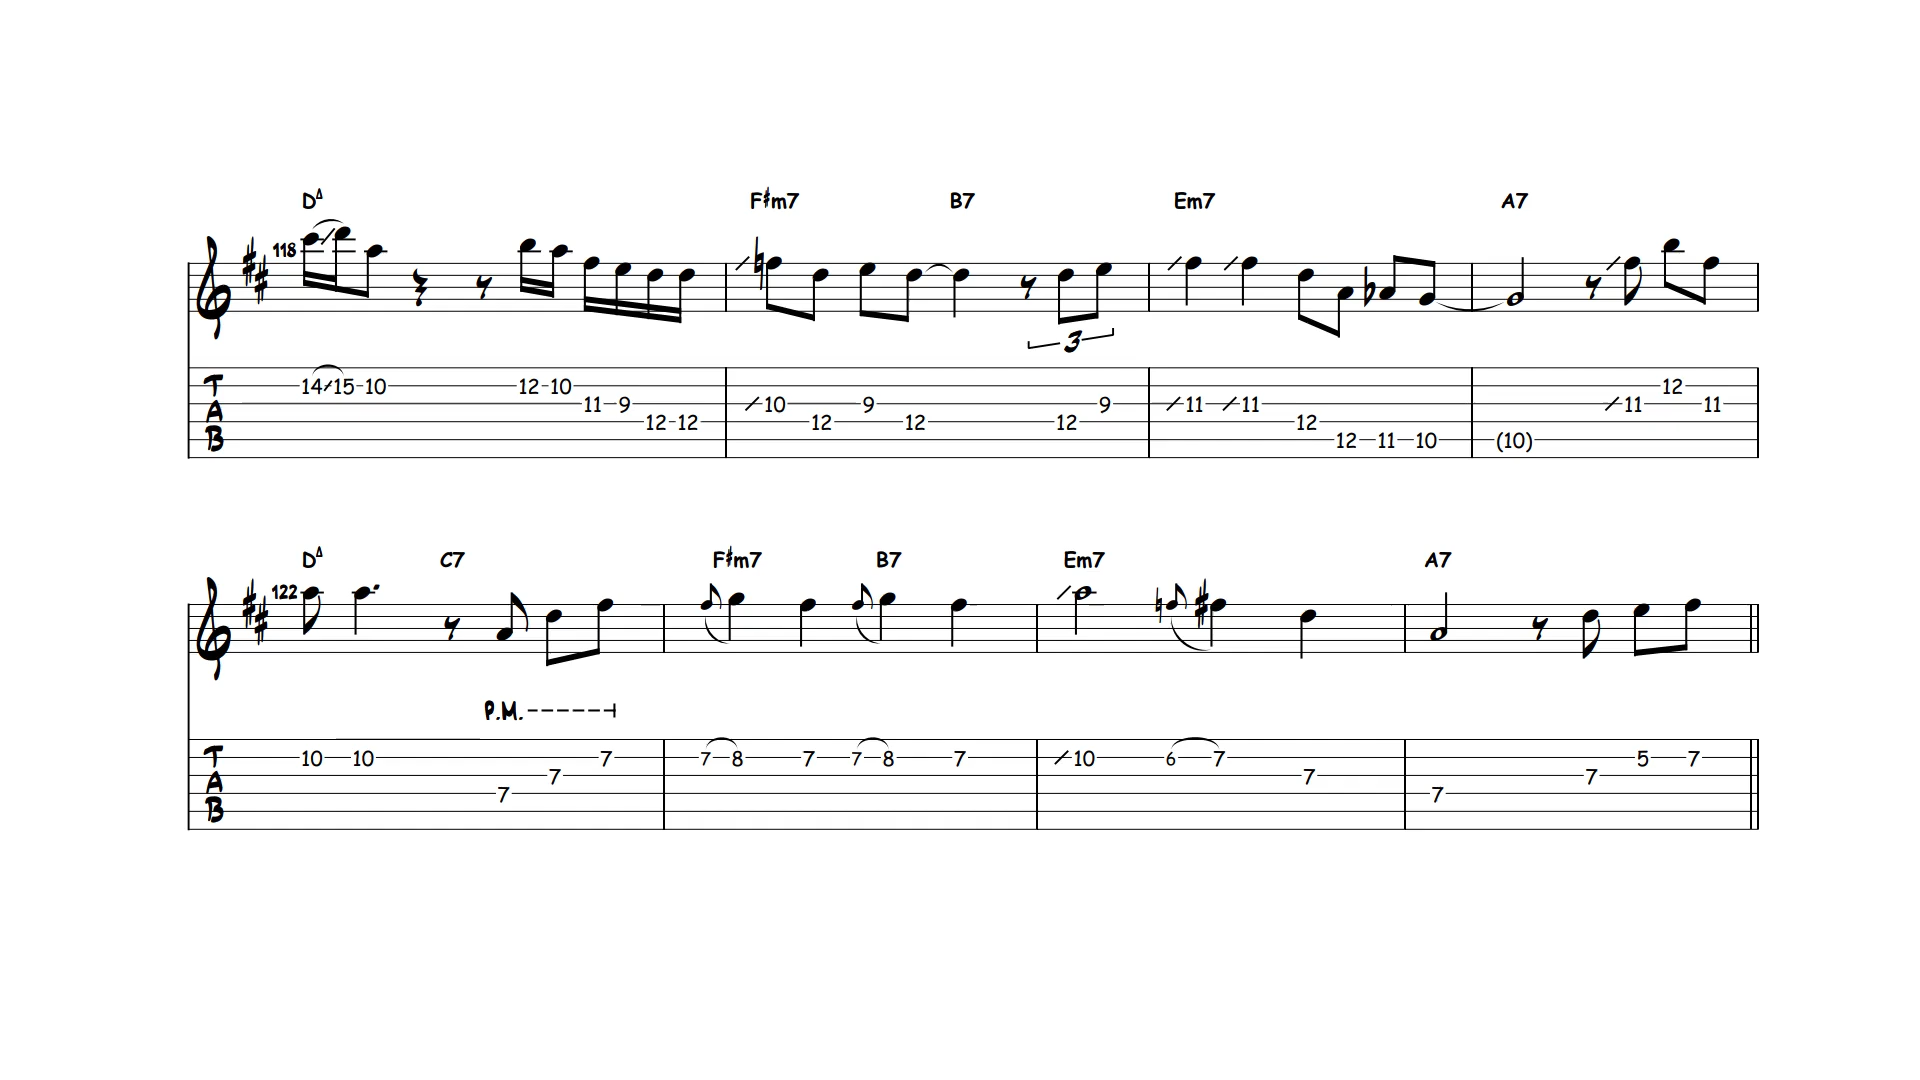 D△ F♯m7 B7 Em7 A7
118
3
T A B
14 15 10 12 10 11 9 12 12 10 12 9 12 12 9 11 11 12 12 11 10 (10) 11 12 11
D△ C7 F♯m7 B7 Em7 A7
122
P.M.
T A B
10 10 7 7 7 7 8 7 7 8 7 10 6 7 7 7 7 5 7